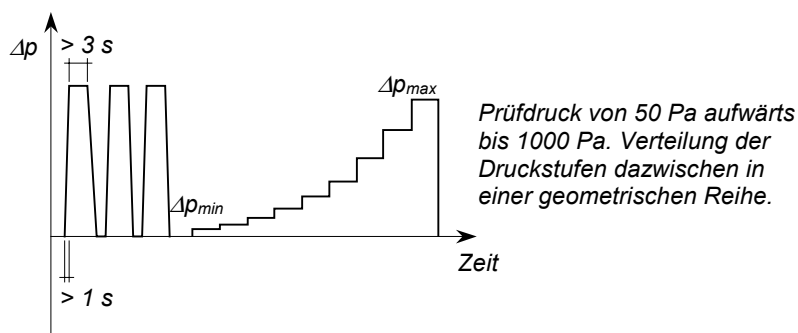 Δp
> 3 s
Δpmax
Prüfdruck von 50 Pa aufwärts
bis 1000 Pa. Verteilung der
Druckstufen dazwischen in
einer geometrischen Reihe.
Δpmin
Zeit
> 1 s